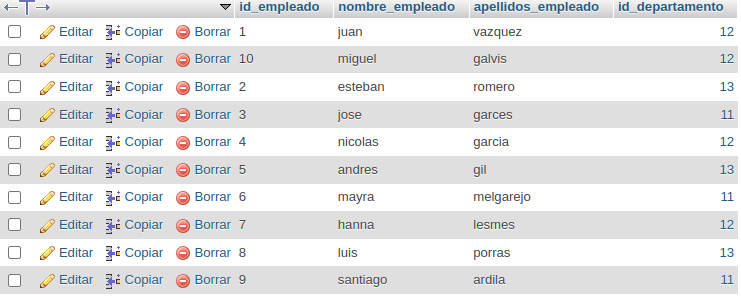 id_empleado nombre_empleado apellidos_empleado id_departamento
Editar Copiar Borrar 1 juan vazquez 12
Editar Copiar Borrar 10 miguel galvis 12
Editar Copiar Borrar 2 esteban romero 13
Editar Copiar Borrar 3 jose garces 11
Editar Copiar Borrar 4 nicolas garcia 12
Editar Copiar Borrar 5 andres gil 13
Editar Copiar Borrar 6 mayra melgarejo 11
Editar Copiar Borrar 7 hanna lesmes 12
Editar Copiar Borrar 8 luis porras 13
Editar Copiar Borrar 9 santiago ardila 11